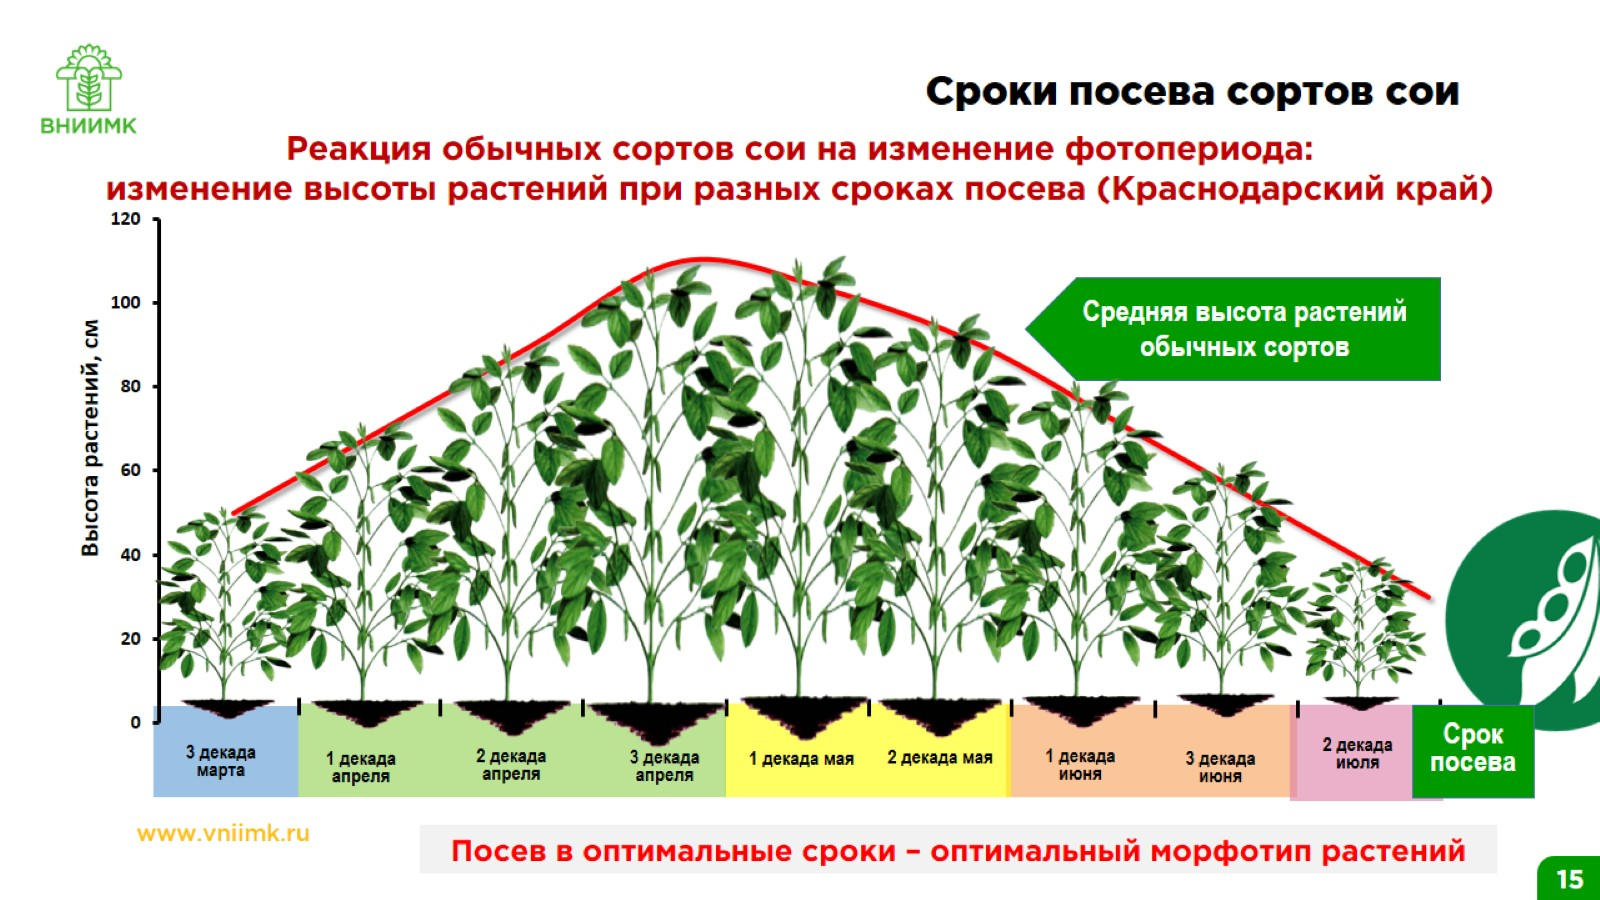 ВНИИМК
Сроки посева сортов сои
Реакция обычных сортов сои на изменение фотопериода:
изменение высоты растений при разных сроках посева (Краснодарский край)
Высота растений, см
120
100
80
60
40
20
0
Средняя высота растений
обычных сортов
3 декада
марта
1 декада
апреля
2 декада
апреля
3 декада
апреля
1 декада мая
2 декада мая
1 декада
июня
3 декада
июня
2 декада
июля
Срок
посева
www.vniimk.ru
Посев в оптимальные сроки – оптимальный морфотип растений
15